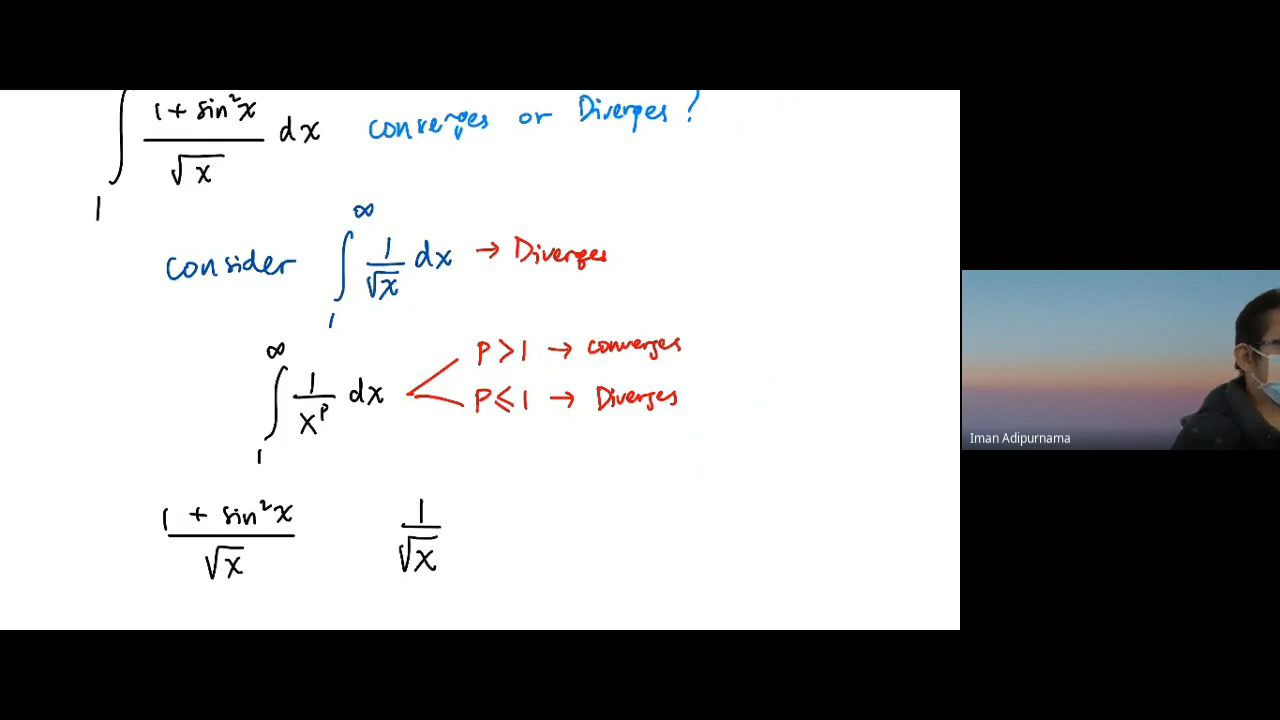 ∫₁ (1 + sin²x)/√x dx converges or Diverges?
consider ∫₁^∞ 1/√x dx → Diverges
∫₁^∞ 1/x^p dx
P > 1 → converges
P ≤ 1 → Diverges
(1 + sin²x)/√x 1/√x
Iman Adipurnama